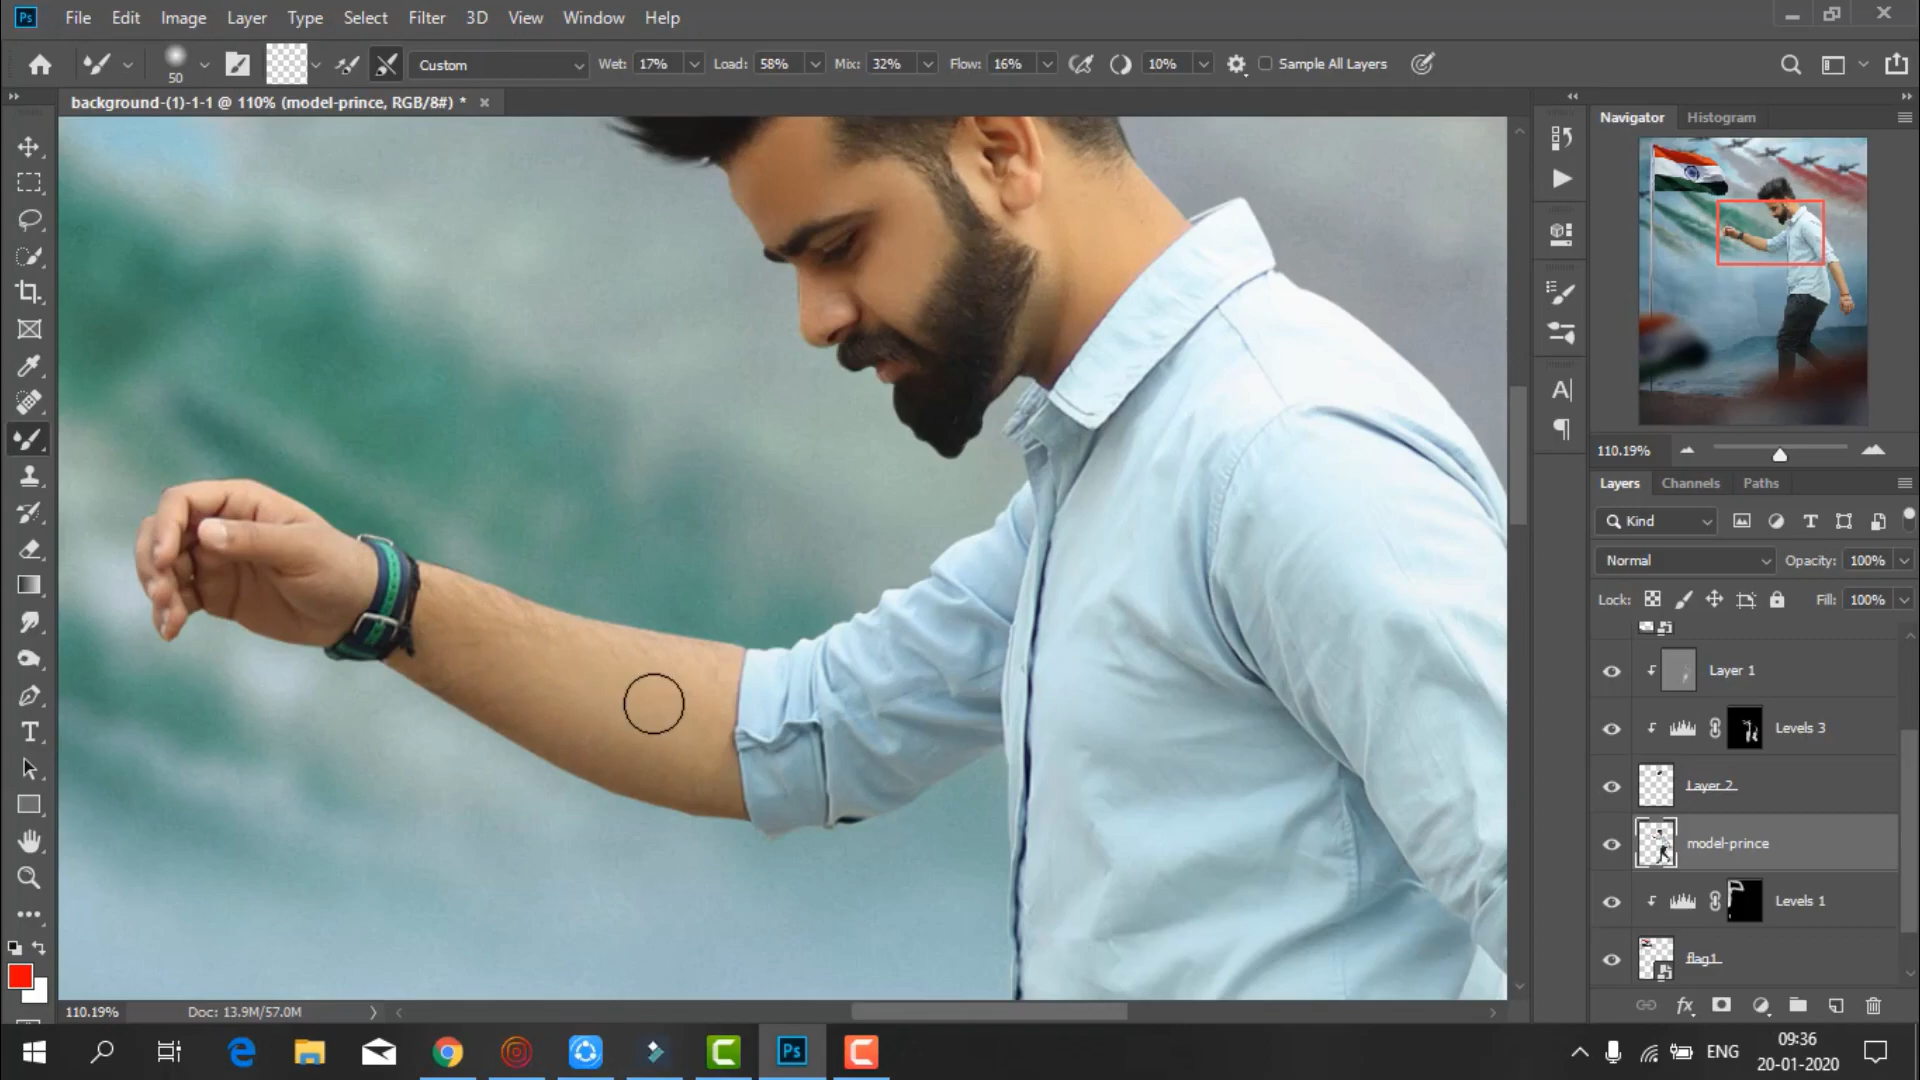 Ps File Edit Image Layer Type Select Filter 3D View Window Help
50 Custom Wet: 17% Load: 58% Mix: 32% Flow: 16% 10% Sample All Layers
background-(1)-1-1 @ 110% (model-prince, RGB/8#) *
Navigator Histogram
110.19%
Layers Channels Paths
Kind
Normal Opacity: 100%
Lock: Fill: 100%
Layer 1
Levels 3
Layer 2
model-prince
Levels 1
flag1
110.19% Doc: 13.9M/57.0M
Ps ENG 09:36
20-01-2020